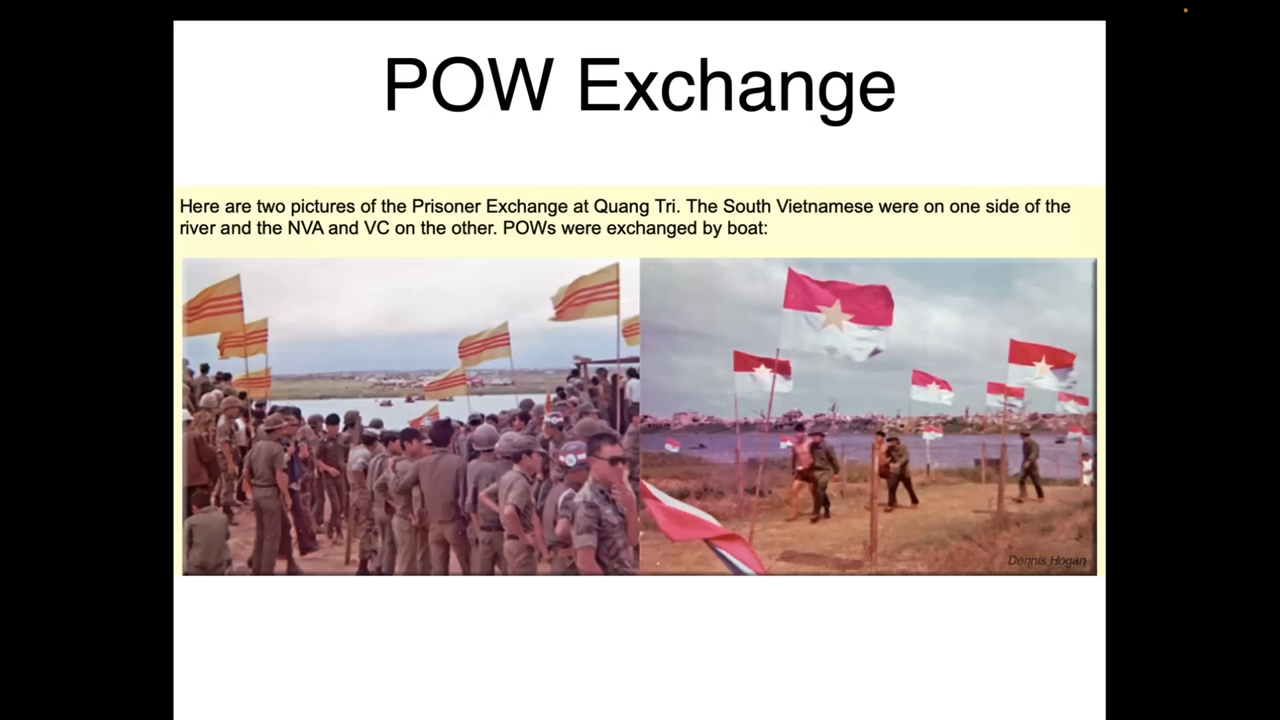 POW Exchange
Here are two pictures of the Prisoner Exchange at Quang Tri. The South Vietnamese were on one side of the
river and the NVA and VC on the other. POWs were exchanged by boat:
Dennis Hogan